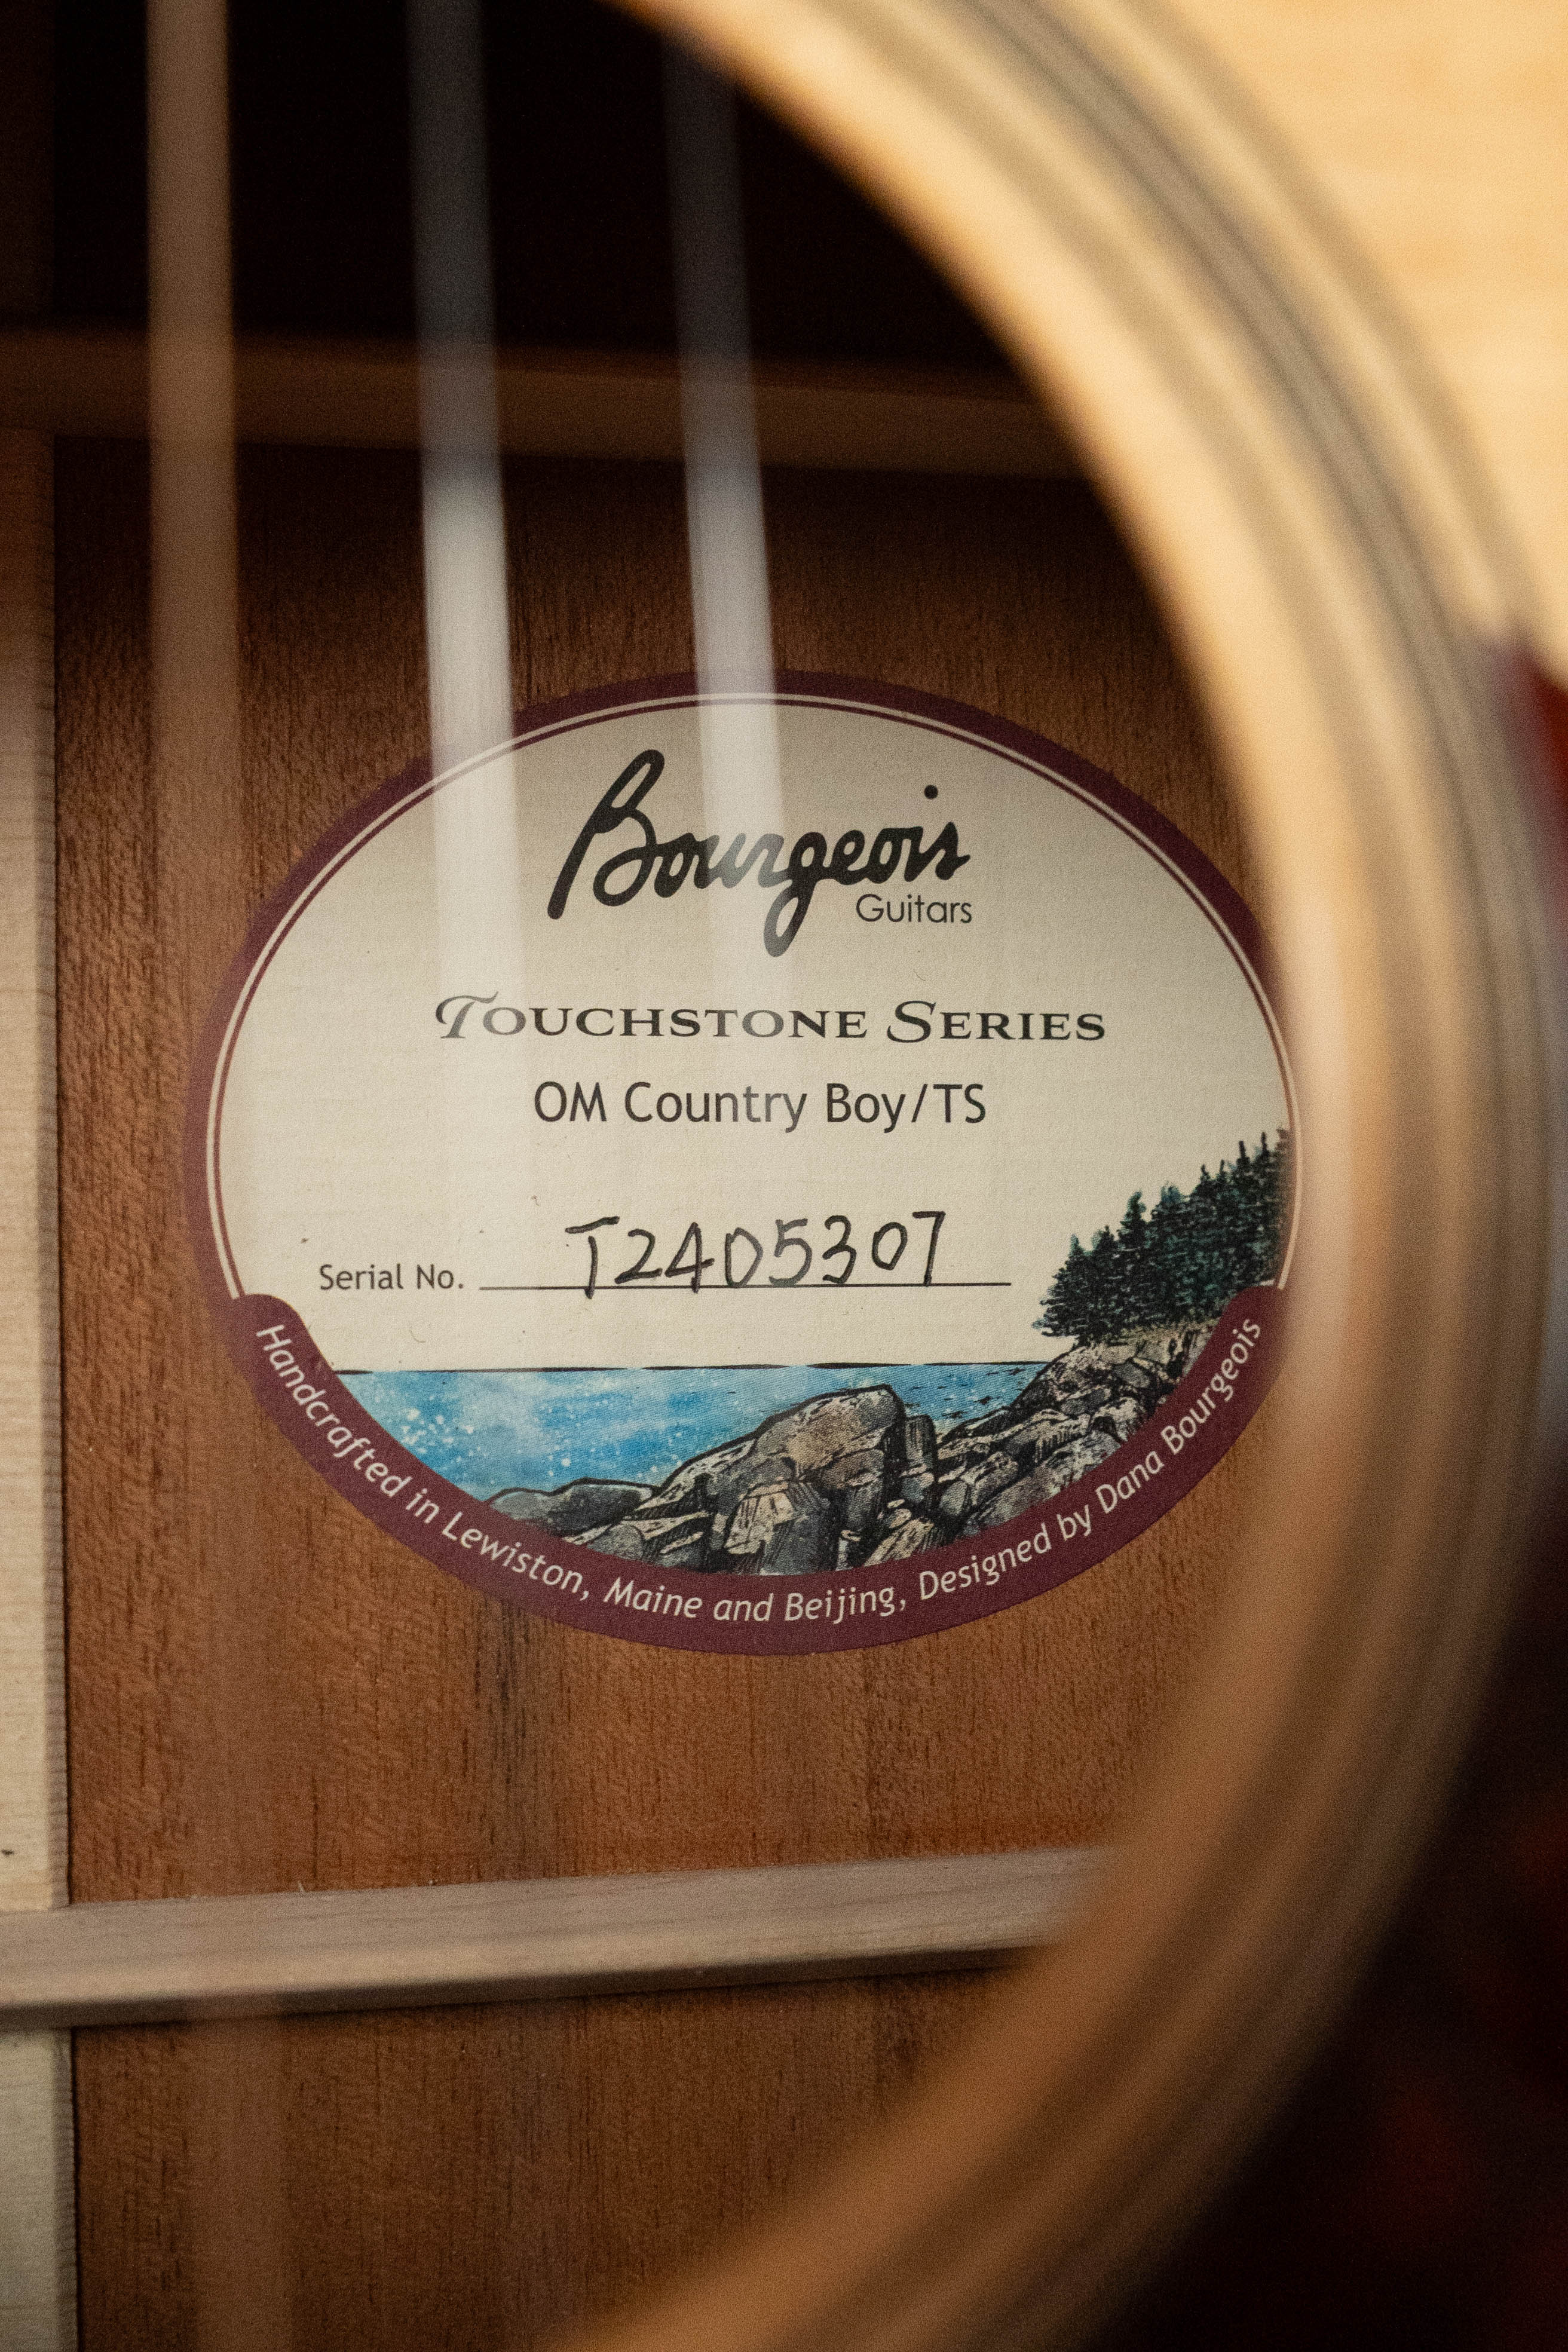 Bourgeois
Guitars
Touchstone Series
OM Country Boy/TS
Serial No. T2405307
Handcrafted in Lewiston, Maine and Beijing, Designed by Dana Bourgeois